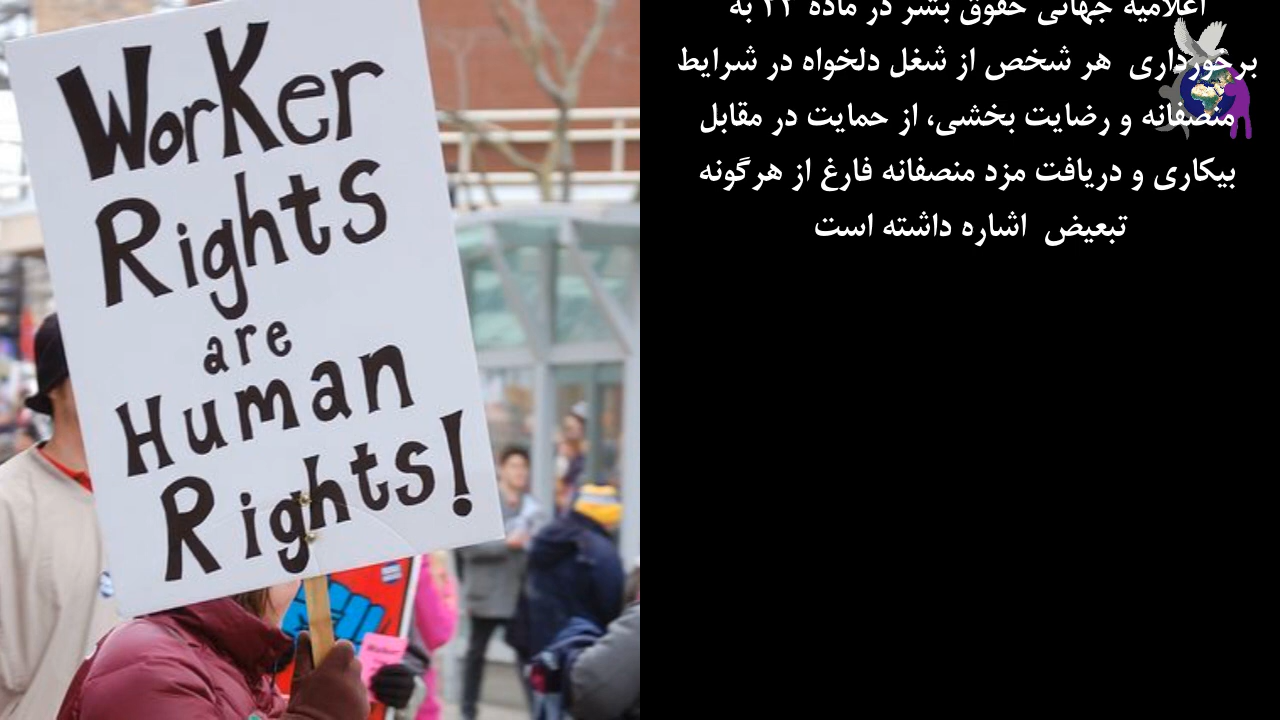 Worker
Rights
are
Human
Rights!
اعلامیه جهانی حقوق بشر در ماده ۲۳ به
برخورداری هر شخص از شغل دلخواه در شرایط
منصفانه و رضایت بخشی، از حمایت در مقابل
بیکاری و دریافت مزد منصفانه فارغ از هرگونه
تبعیض اشاره داشته است